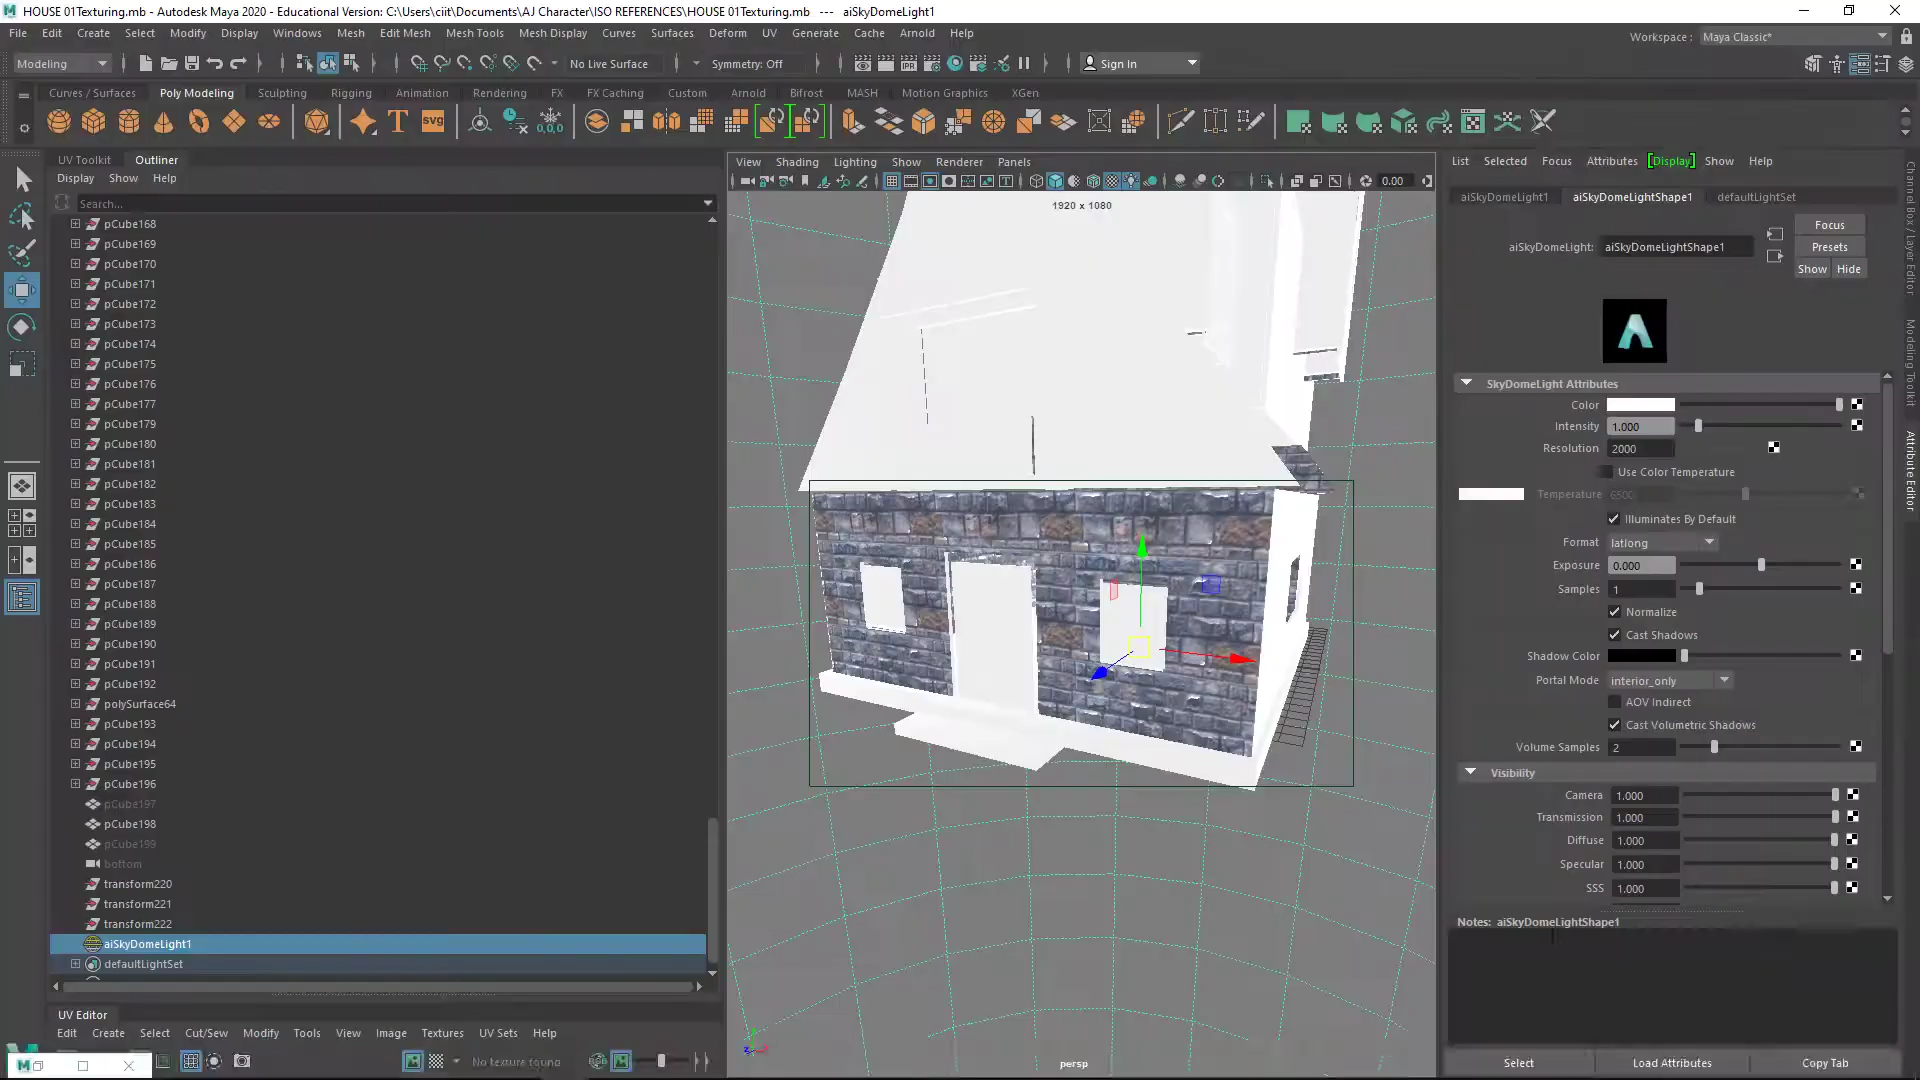 HOUSE 01Texturing.mb - Autodesk Maya 2020 - Educational Version: C:\Users\ciit\Documents\AJ Character\ISO REFERENCES\HOUSE 01Texturing.mb --- aiSkyDomeLight1
File Edit Create Select Modify Display Windows Mesh Edit Mesh Mesh Tools Mesh Display Curves Surfaces Deform UV Generate Cache Arnold Help
Workspace : Maya Classic*
Modeling No Live Surface Symmetry: Off Sign In
Curves / Surfaces Poly Modeling Sculpting Rigging Animation Rendering FX FX Caching Custom Arnold Bifrost MASH Motion Graphics XGen
UV Toolkit Outliner
Display Show Help
Search...
pCube168
pCube169
pCube170
pCube171
pCube172
pCube173
pCube174
pCube175
pCube176
pCube177
pCube179
pCube180
pCube181
pCube182
pCube183
pCube184
pCube185
pCube186
pCube187
pCube188
pCube189
pCube190
pCube191
pCube192
polySurface64
pCube193
pCube194
pCube195
pCube196
pCube197
pCube198
pCube199
bottom
transform220
transform221
transform222
aiSkyDomeLight1
defaultLightSet
UV Editor
Edit Create Select Cut/Sew Modify Tools View Image Textures UV Sets Help
View Shading Lighting Show Renderer Panels
0.00
1920 x 1080
persp
List Selected Focus Attributes Display Show Help
aiSkyDomeLight1 aiSkyDomeLightShape1 defaultLightSet
Focus
aiSkyDomeLight: aiSkyDomeLightShape1 Presets
Show Hide
SkyDomeLight Attributes
Color
Intensity 1.000
Resolution 2000
Use Color Temperature
Temperature 6500
Illuminates By Default
Format latlong
Exposure 0.000
Samples 1
Normalize
Cast Shadows
Shadow Color
Portal Mode interior_only
AOV Indirect
Cast Volumetric Shadows
Volume Samples 2
Visibility
Camera 1.000
Transmission 1.000
Diffuse 1.000
Specular 1.000
SSS 1.000
Notes: aiSkyDomeLightShape1
Select Load Attributes Copy Tab
Channel Box / Layer Editor
Modeling Toolkit
Attribute Editor